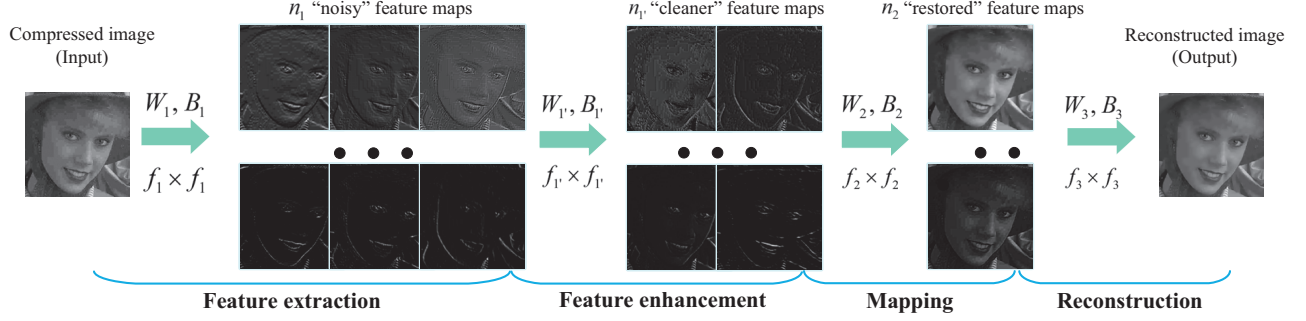 n₁ “noisy” feature maps
n₁' “cleaner” feature maps
n₂ “restored” feature maps
Compressed image
(Input)
Reconstructed image
(Output)
W₁, B₁
W₁', B₁'
W₂, B₂
W₃, B₃
f₁ × f₁
f₁' × f₁'
f₂ × f₂
f₃ × f₃
Feature extraction
Feature enhancement
Mapping
Reconstruction